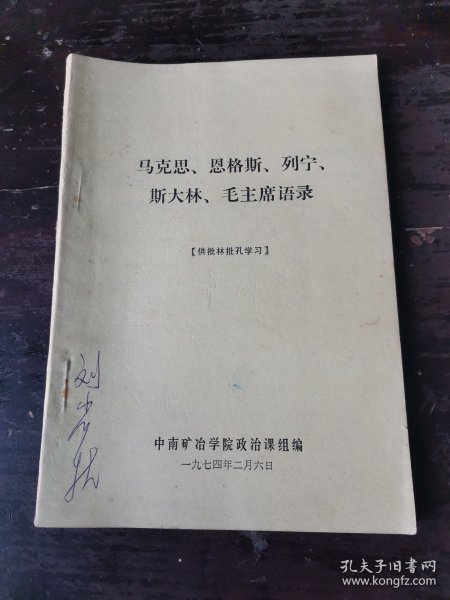 马克思、恩格斯、列宁、
斯大林、毛主席语录
【供批林批孔学习】
刘
中南矿冶学院政治课组编
一九七四年二月六日
孔夫子旧书网
www.kongfz.com